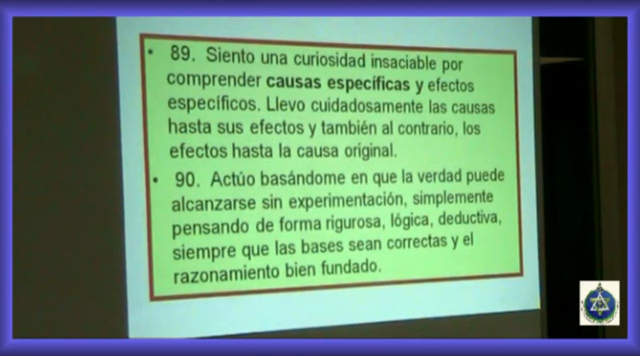 • 89. Siento una curiosidad insaciable por
comprender causas específicas y efectos
específicos. Llevo cuidadosamente las causas
hasta sus efectos y también al contrario, los
efectos hasta la causa original.
• 90. Actúo basándome en que la verdad puede
alcanzarse sin experimentación, simplemente
pensando de forma rigurosa, lógica, deductiva,
siempre que las bases sean correctas y el
razonamiento bien fundado.